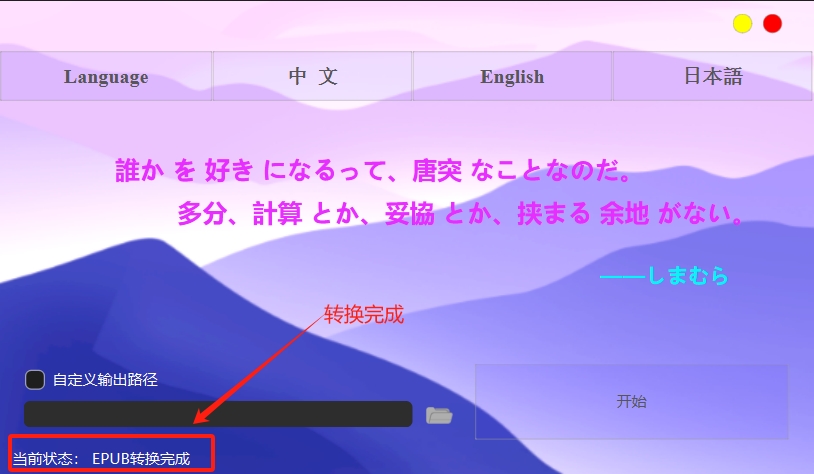 Language 中 文 English 日本語
誰か を 好き になるって、唐突 なことなのだ。
多分、計算 とか、妥協 とか、挟まる 余地 がない。
——しまむら
转换完成
自定义输出路径
开始
当前状态： EPUB转换完成